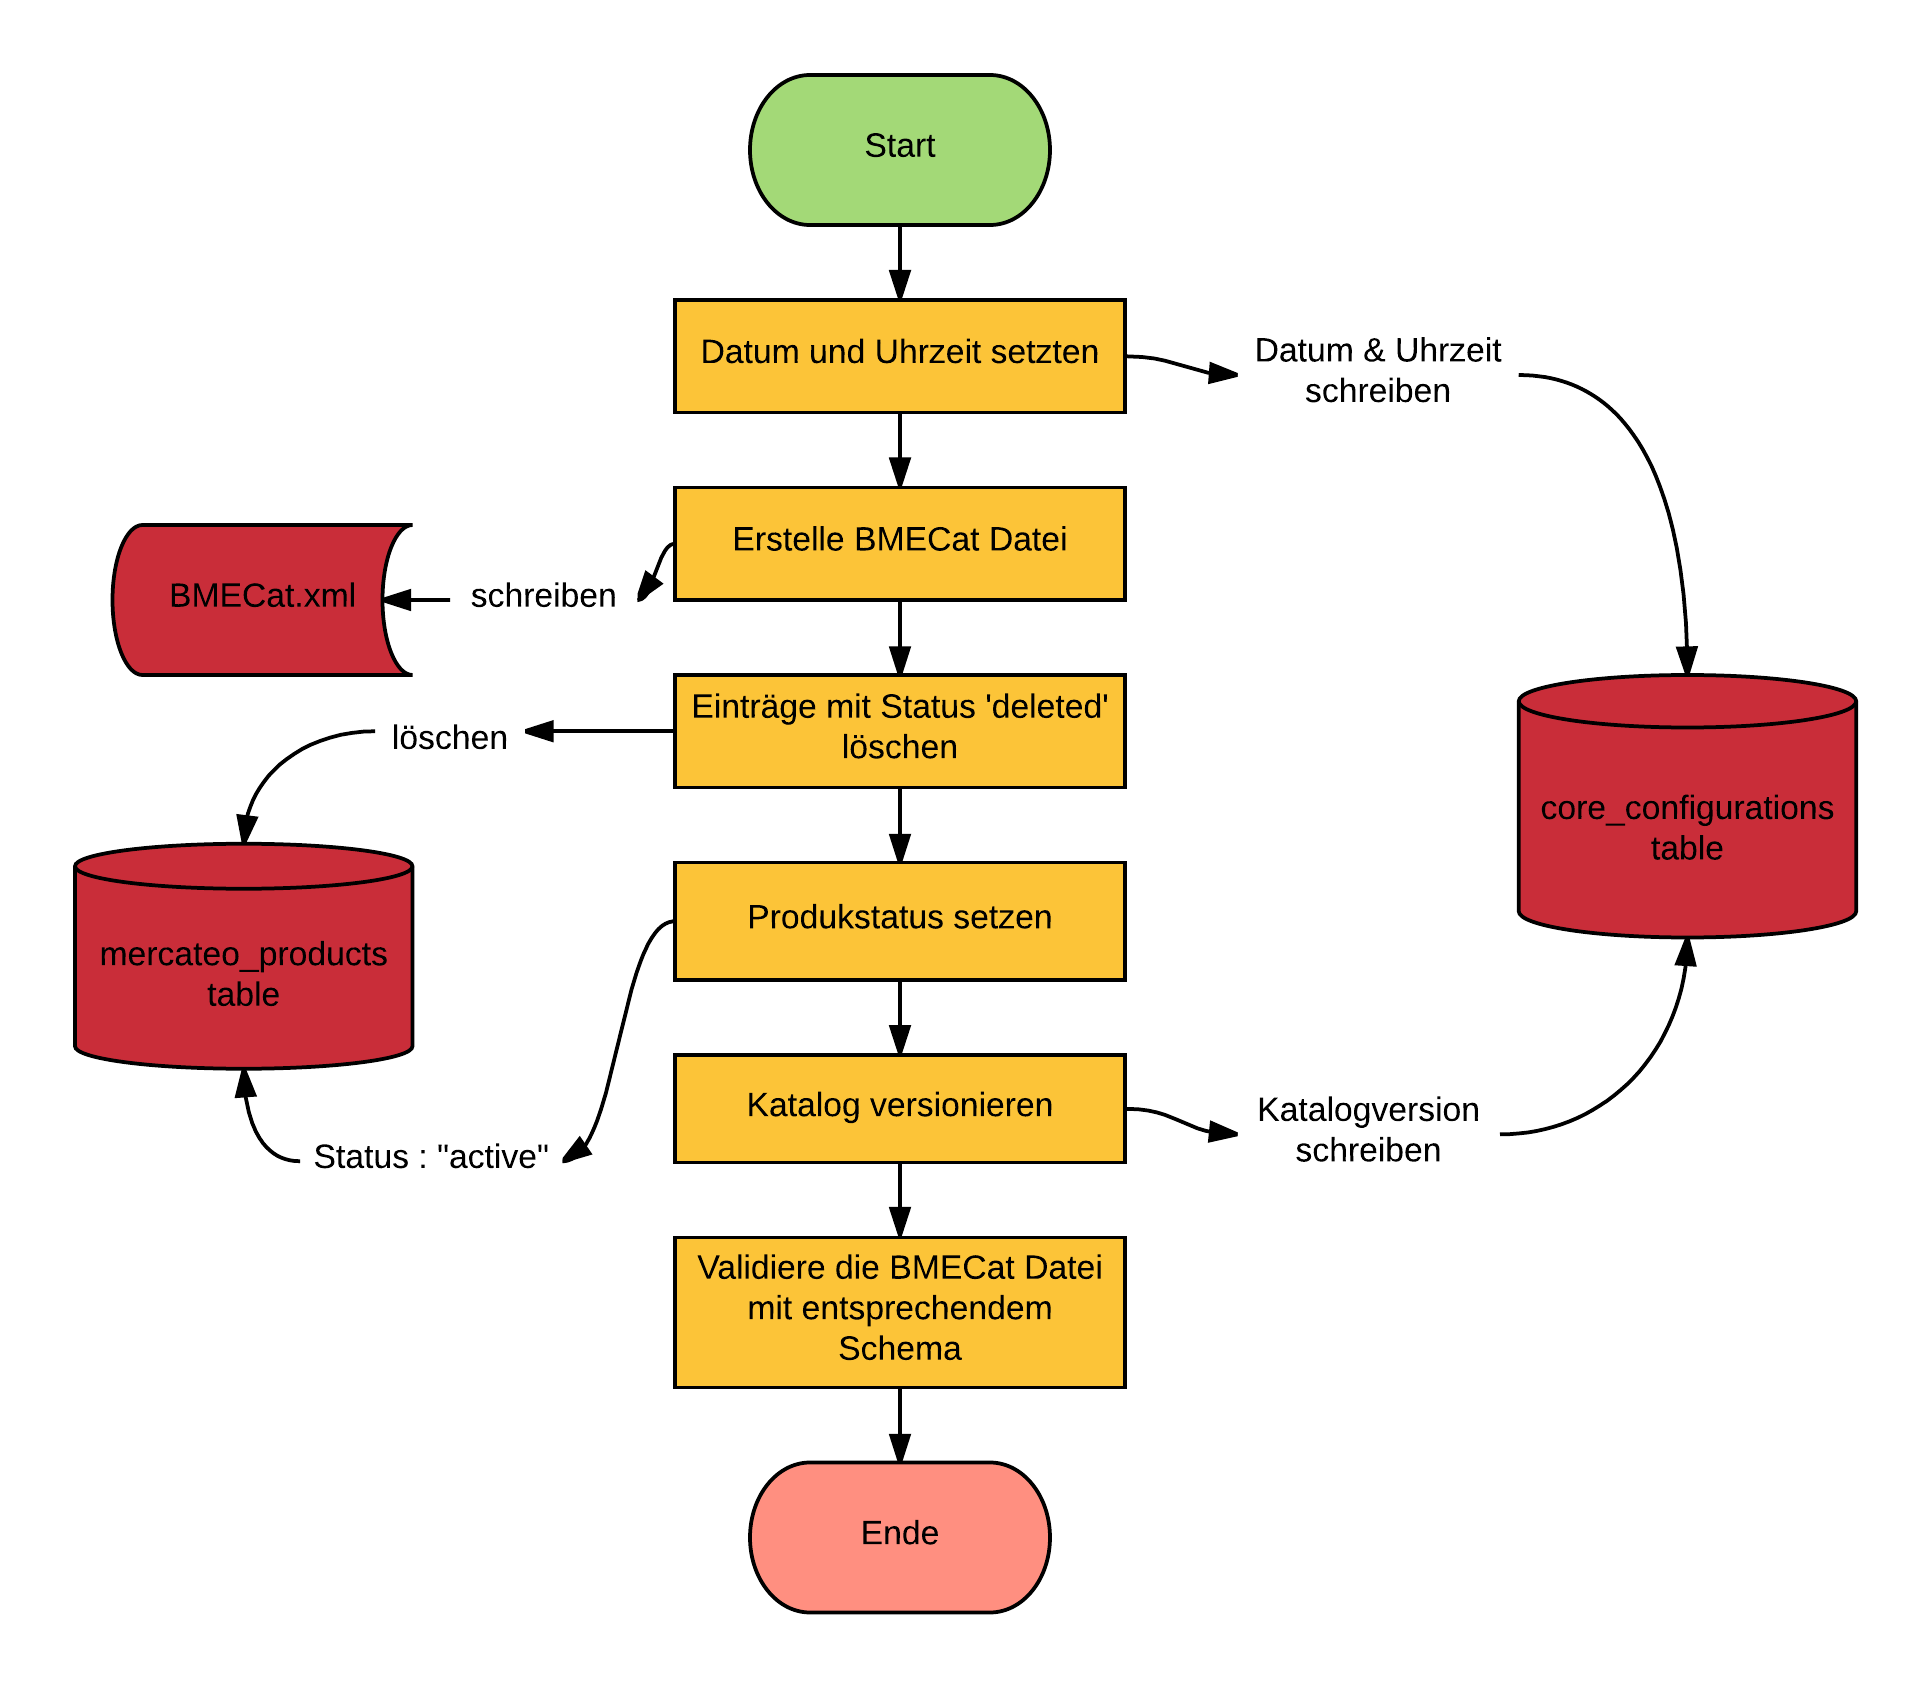 Start
Datum und Uhrzeit setzten
Datum & Uhrzeit
schreiben
Erstelle BMECat Datei
schreiben
BMECat.xml
Einträge mit Status 'deleted'
löschen
löschen
core_configurations
table
Produkstatus setzen
mercateo_products
table
Katalog versionieren
Katalogversion
schreiben
Status : "active"
Validiere die BMECat Datei
mit entsprechendem
Schema
Ende